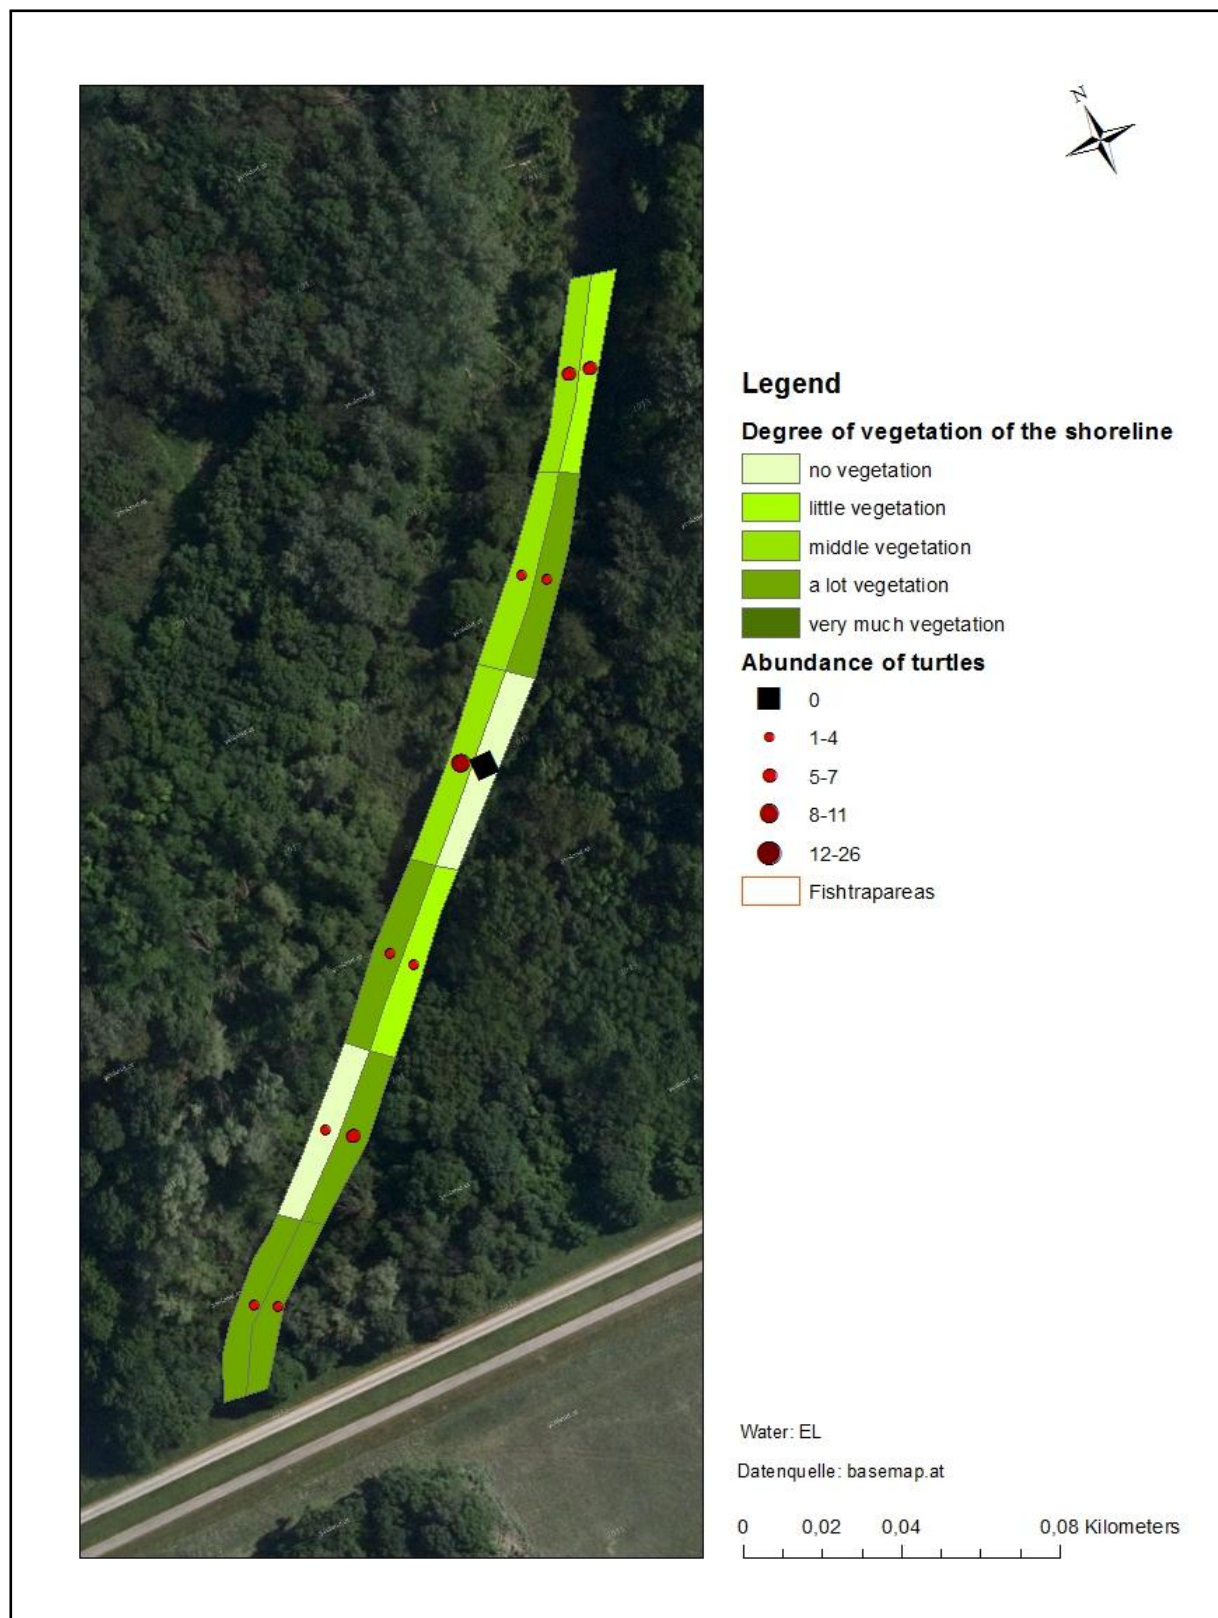 N
Legend
Degree of vegetation of the shoreline
no vegetation
little vegetation
middle vegetation
a lot vegetation
very much vegetation
Abundance of turtles
0
1-4
5-7
8-11
12-26
Fishtrapareas
Water: EL
Datenquelle: basemap.at
0 0,02 0,04 0,08 Kilometers